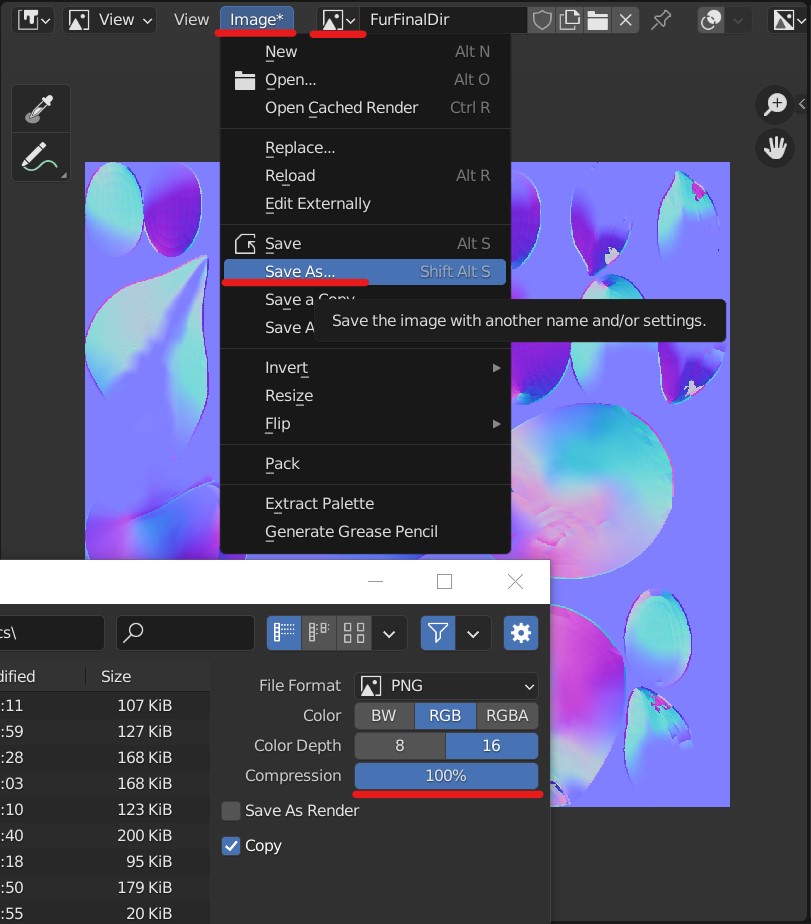 View View Image* FurFinalDir
New Alt N
Open... Alt O
Open Cached Render Ctrl R
Replace...
Reload Alt R
Edit Externally
Save Alt S
Save As... Shift Alt S
Save a Copy
Save A
Save the image with another name and/or settings.
Invert
Resize
Flip
Pack
Extract Palette
Generate Grease Pencil
cs\
dified Size
:11 107 KiB
:59 127 KiB
:28 168 KiB
:03 168 KiB
:10 123 KiB
:40 200 KiB
:18 95 KiB
:50 179 KiB
:55 20 KiB
File Format PNG
Color BW RGB RGBA
Color Depth 8 16
Compression 100%
Save As Render
Copy